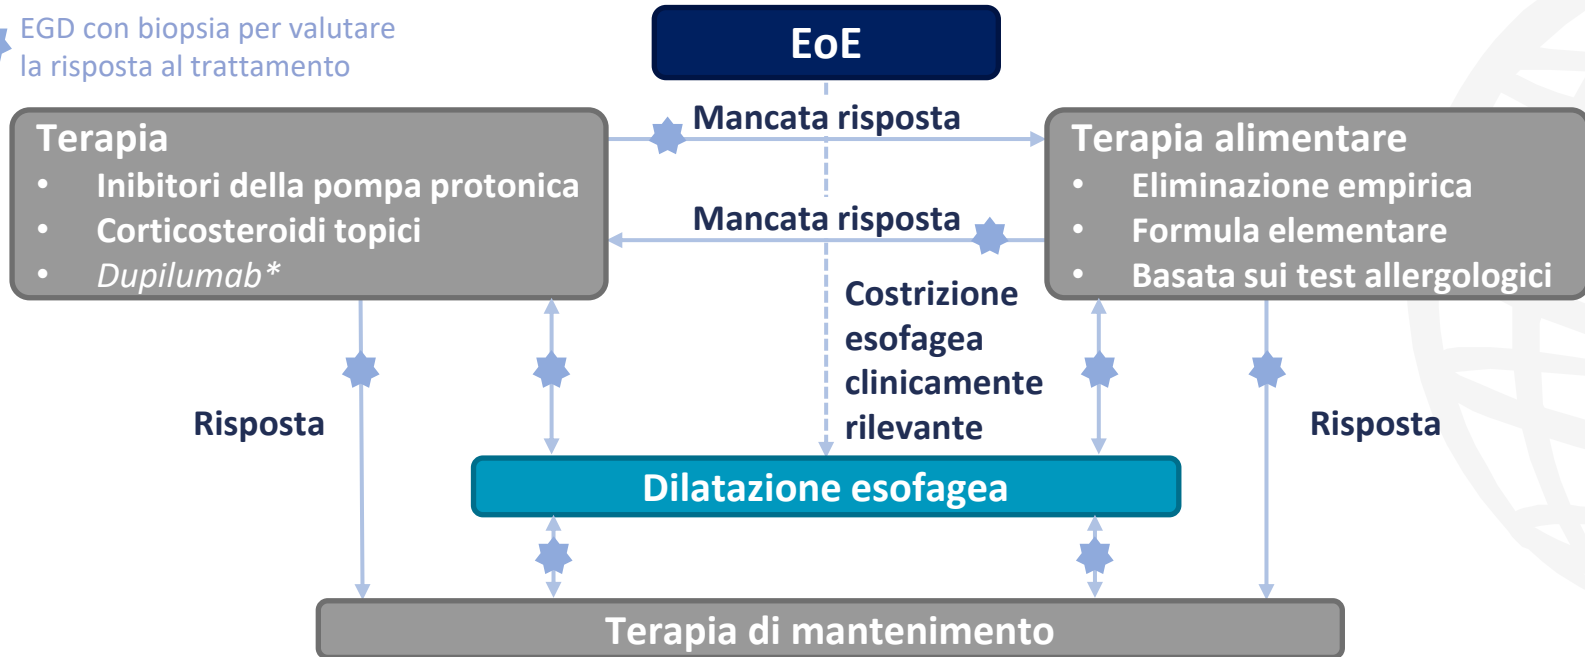 EGD con biopsia per valutare
la risposta al trattamento
EoE
Terapia
• Inibitori della pompa protonica
• Corticosteroidi topici
• Dupilumab*
Mancata risposta
Mancata risposta
Terapia alimentare
• Eliminazione empirica
• Formula elementare
• Basata sui test allergologici
Costrizione
esofagea
clinicamente
rilevante
Risposta
Risposta
Dilatazione esofagea
Terapia di mantenimento